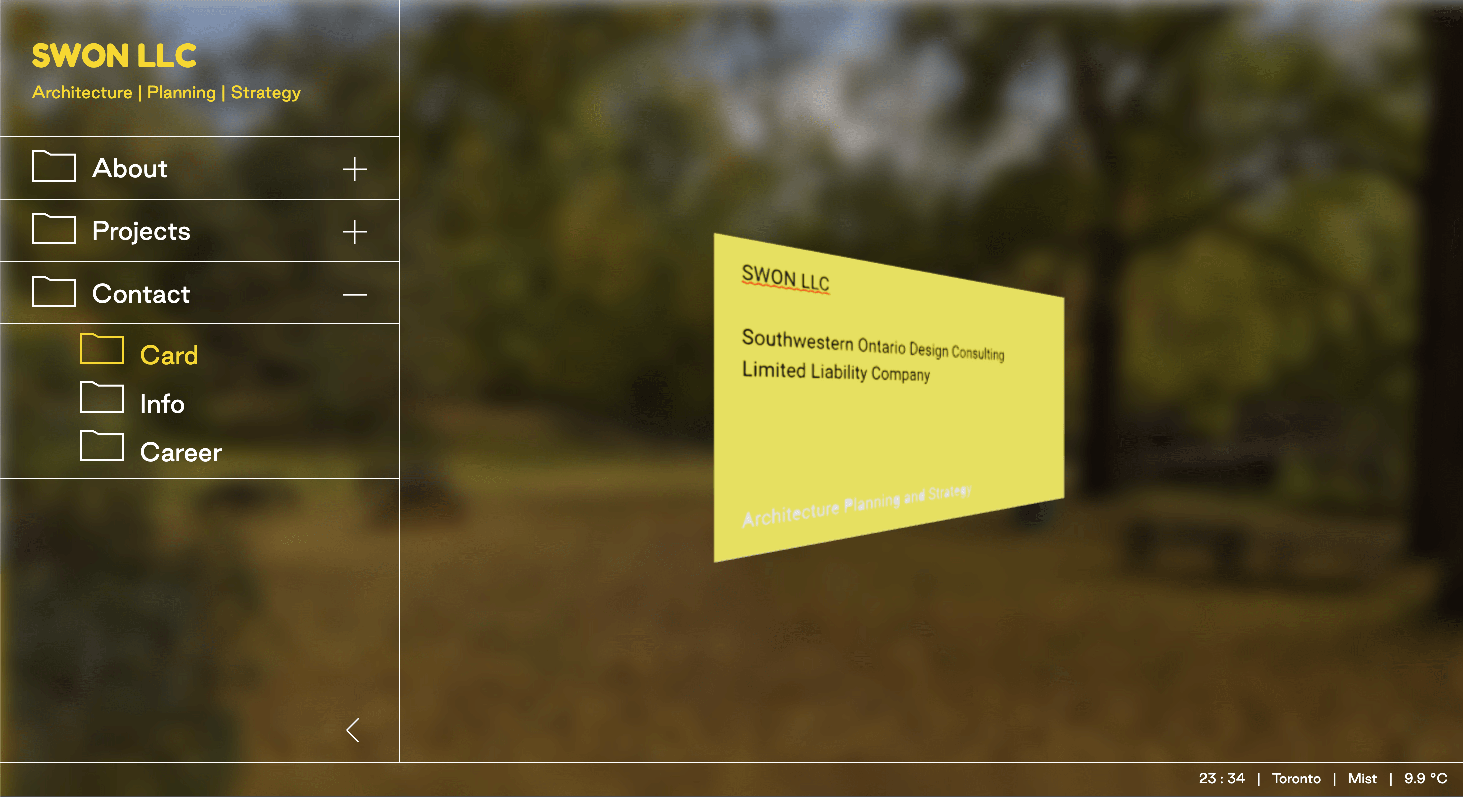 SWON LLC
Architecture | Planning | Strategy
About
Projects
Contact
Card
Info
Career
SWON LLC
Southwestern Ontario Design Consulting
Limited Liability Company
Architecture Planning and Strategy
23 : 34 | Toronto | Mist | 9.9 °C